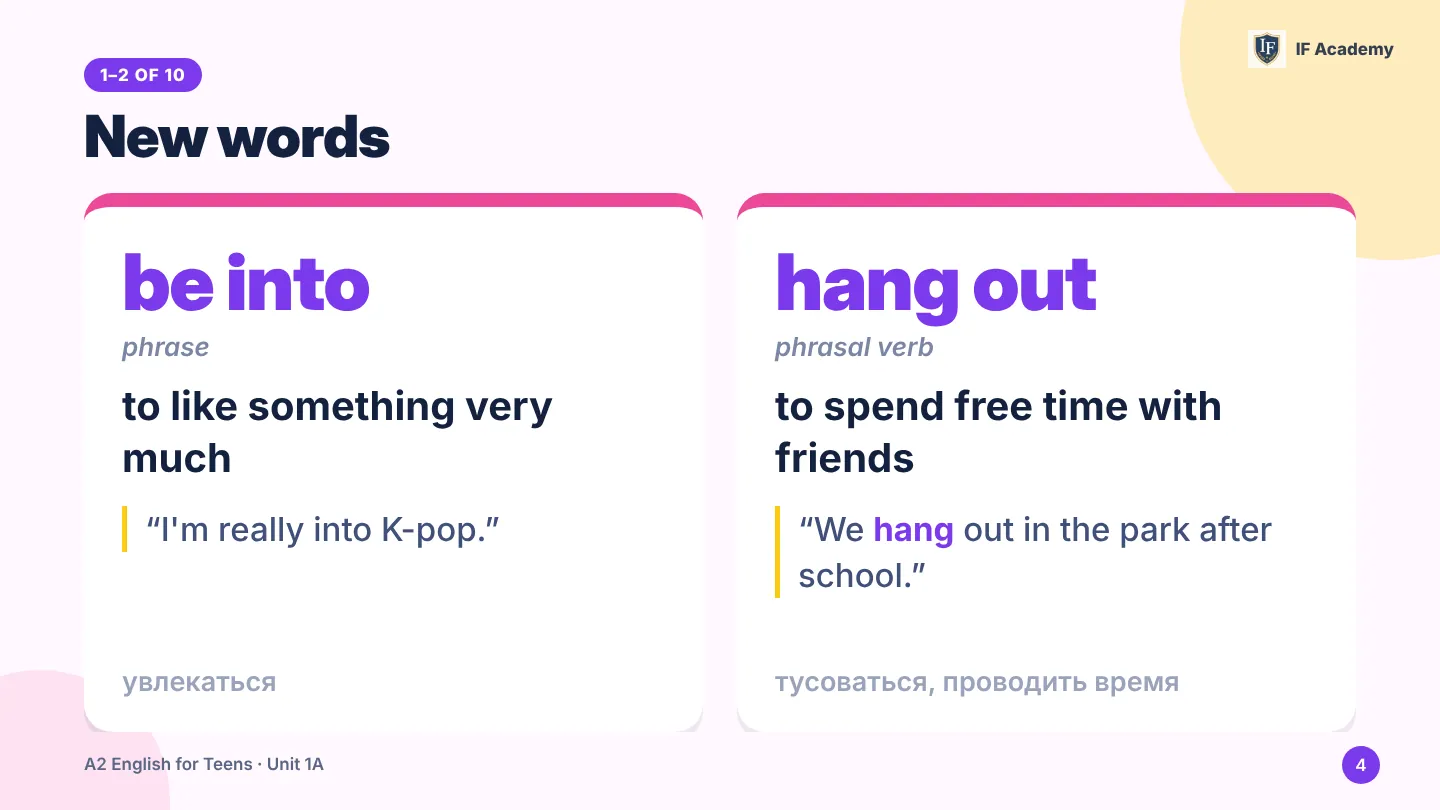 IF
IF Academy
1–2 OF 10
New words
be into
phrase
to like something very
much
“I'm really into K-pop.”
увлекаться
hang out
phrasal verb
to spend free time with
friends
“We hang out in the park after
school.”
тусоваться, проводить время
A2 English for Teens · Unit 1A
4